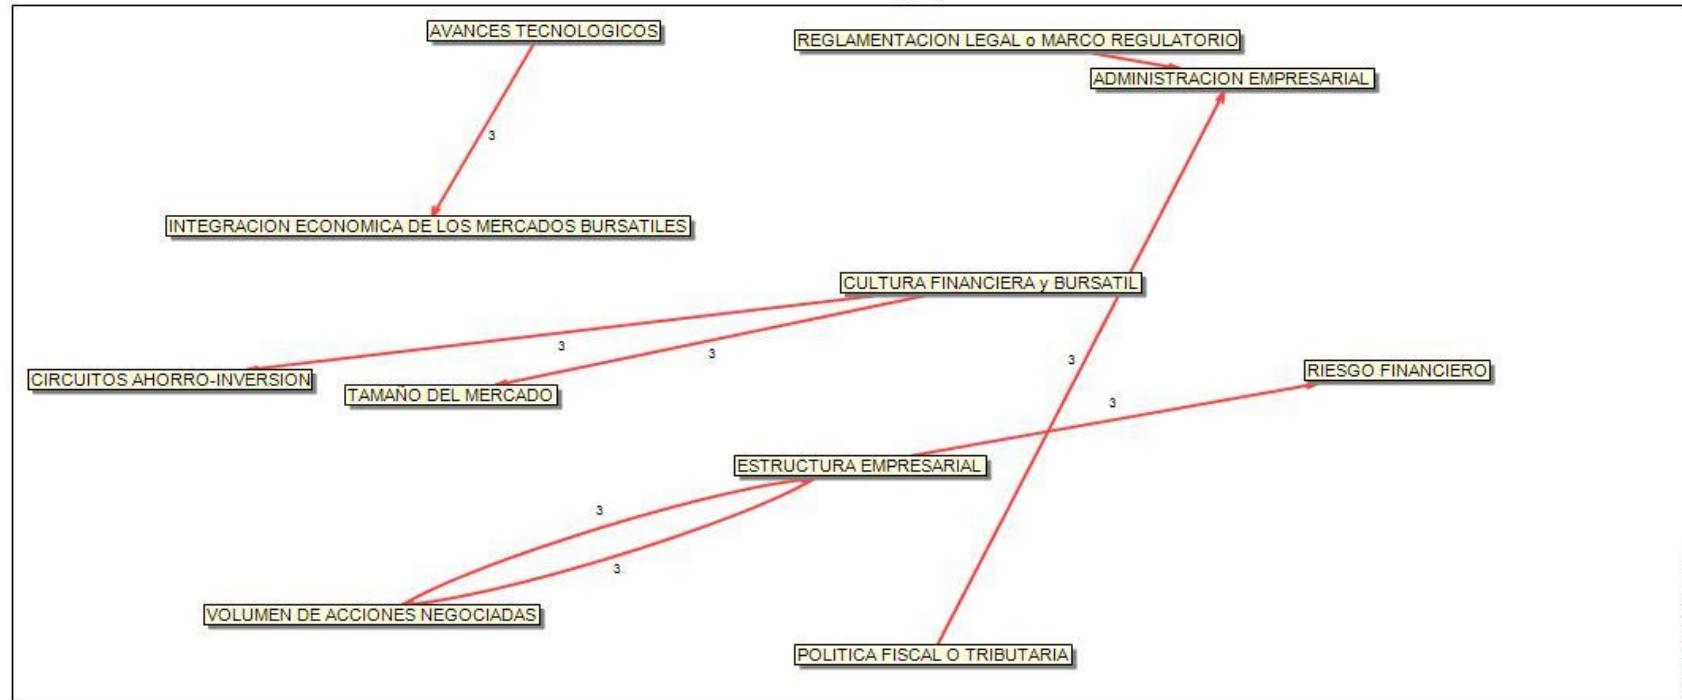 AVANCES TECNOLOGICOS
REGLAMENTACION LEGAL o MARCO REGULATORIO
ADMINISTRACION EMPRESARIAL
3
INTEGRACION ECONOMICA DE LOS MERCADOS BURSATILES
CULTURA FINANCIERA y BURSATIL
3
3
3
CIRCUITOS AHORRO-INVERSION
TAMAÑO DEL MERCADO
RIESGO FINANCIERO
3
ESTRUCTURA EMPRESARIAL
3
3
VOLUMEN DE ACCIONES NEGOCIADAS
POLITICA FISCAL O TRIBUTARIA